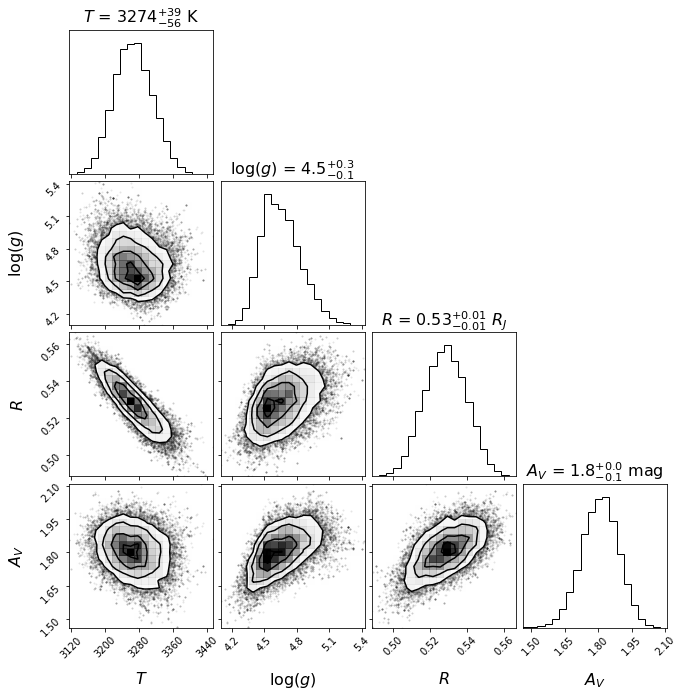 T = 3274+39−56 K
log(g) = 4.5+0.3−0.1
R = 0.53+0.01−0.01 RJ
AV = 1.8+0.0−0.1 mag
log(g)
5.4
5.1
4.8
4.5
4.2
R
0.56
0.54
0.52
0.50
AV
2.10
1.95
1.80
1.65
1.50
3120 3200 3280 3360 3440
4.2 4.5 4.8 5.1 5.4
0.50 0.52 0.54 0.56
1.50 1.65 1.80 1.95 2.10
T log(g) R AV